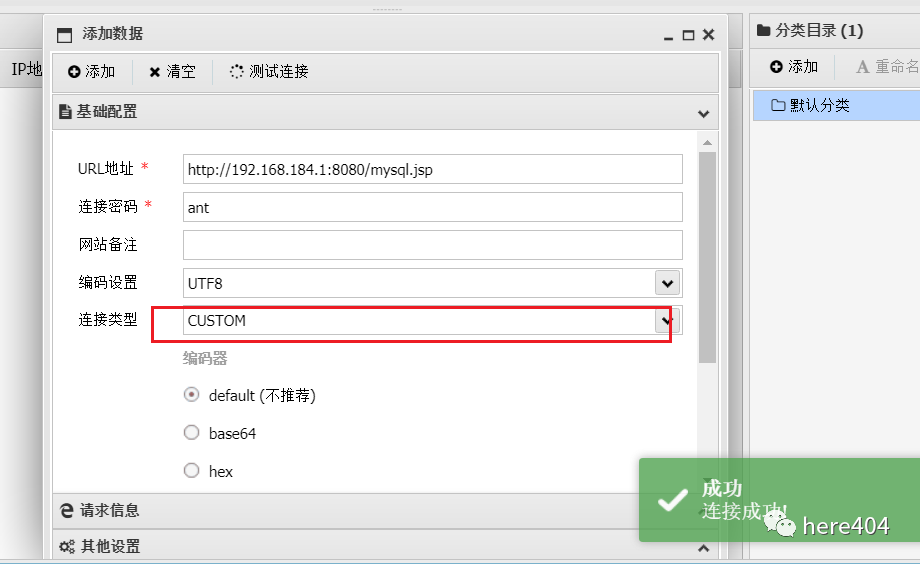 添加数据
分类目录 (1)
IP地
添加
清空
测试连接
添加
重命名
基础配置
默认分类
URL地址 *
http://192.168.184.1:8080/mysql.jsp
连接密码 *
ant
网站备注
编码设置
UTF8
连接类型
CUSTOM
编码器
default (不推荐)
base64
hex
成功
连接成功!
请求信息
here404
其他设置